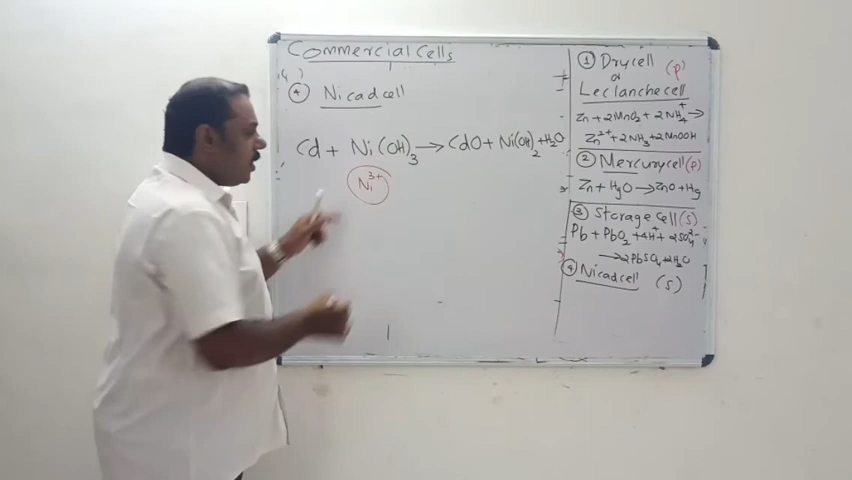 Commercial Cells
④ Nicad cell
Cd + Ni(OH)₃ → CdO + Ni(OH)₂ + H₂O
Ni³⁺
① Dry cell (P)
or
Leclanche cell
Zn + 2MnO₂ + 2NH₄⁺ →
Zn²⁺ + 2NH₃ + 2MnOOH
② Mercury cell (P)
Zn + HgO → ZnO + Hg
③ Storage cell (S)
Pb + PbO₂ + 4H⁺ + 2SO₄²⁻
→ 2PbSO₄ + 2H₂O
④ Nicad cell (S)